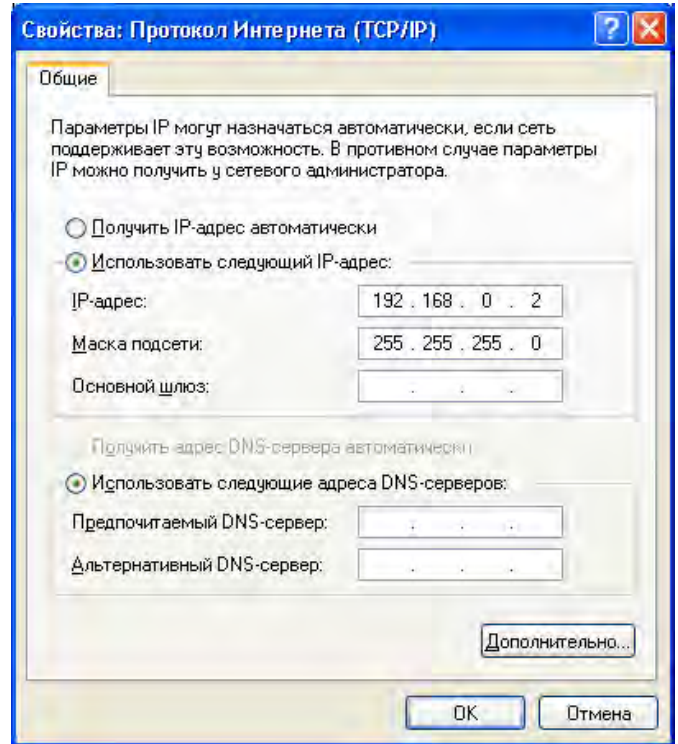 Свойства: Протокол Интернета (TCP/IP)
Общие
Параметры IP могут назначаться автоматически, если сеть
поддерживает эту возможность. В противном случае параметры
IP можно получить у сетевого администратора.
Получить IP-адрес автоматически
Использовать следующий IP-адрес:
IP-адрес: 192 . 168 . 0 . 2
Маска подсети: 255 . 255 . 255 . 0
Основной шлюз: . . .
Получить адрес DNS-сервера автоматически
Использовать следующие адреса DNS-серверов:
Предпочитаемый DNS-сервер: . . .
Альтернативный DNS-сервер: . . .
Дополнительно...
OK Отмена